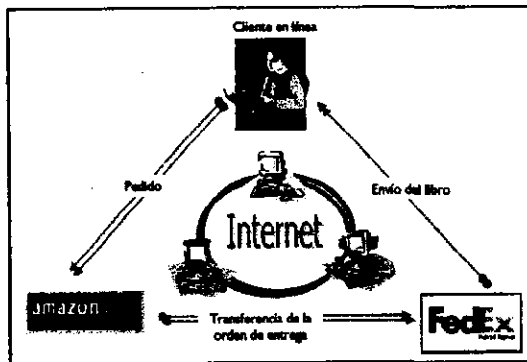 Cliente en línea
Pedido
Envío del libro
Internet
amazon
Transferencia de la
orden de entrega
FedEx